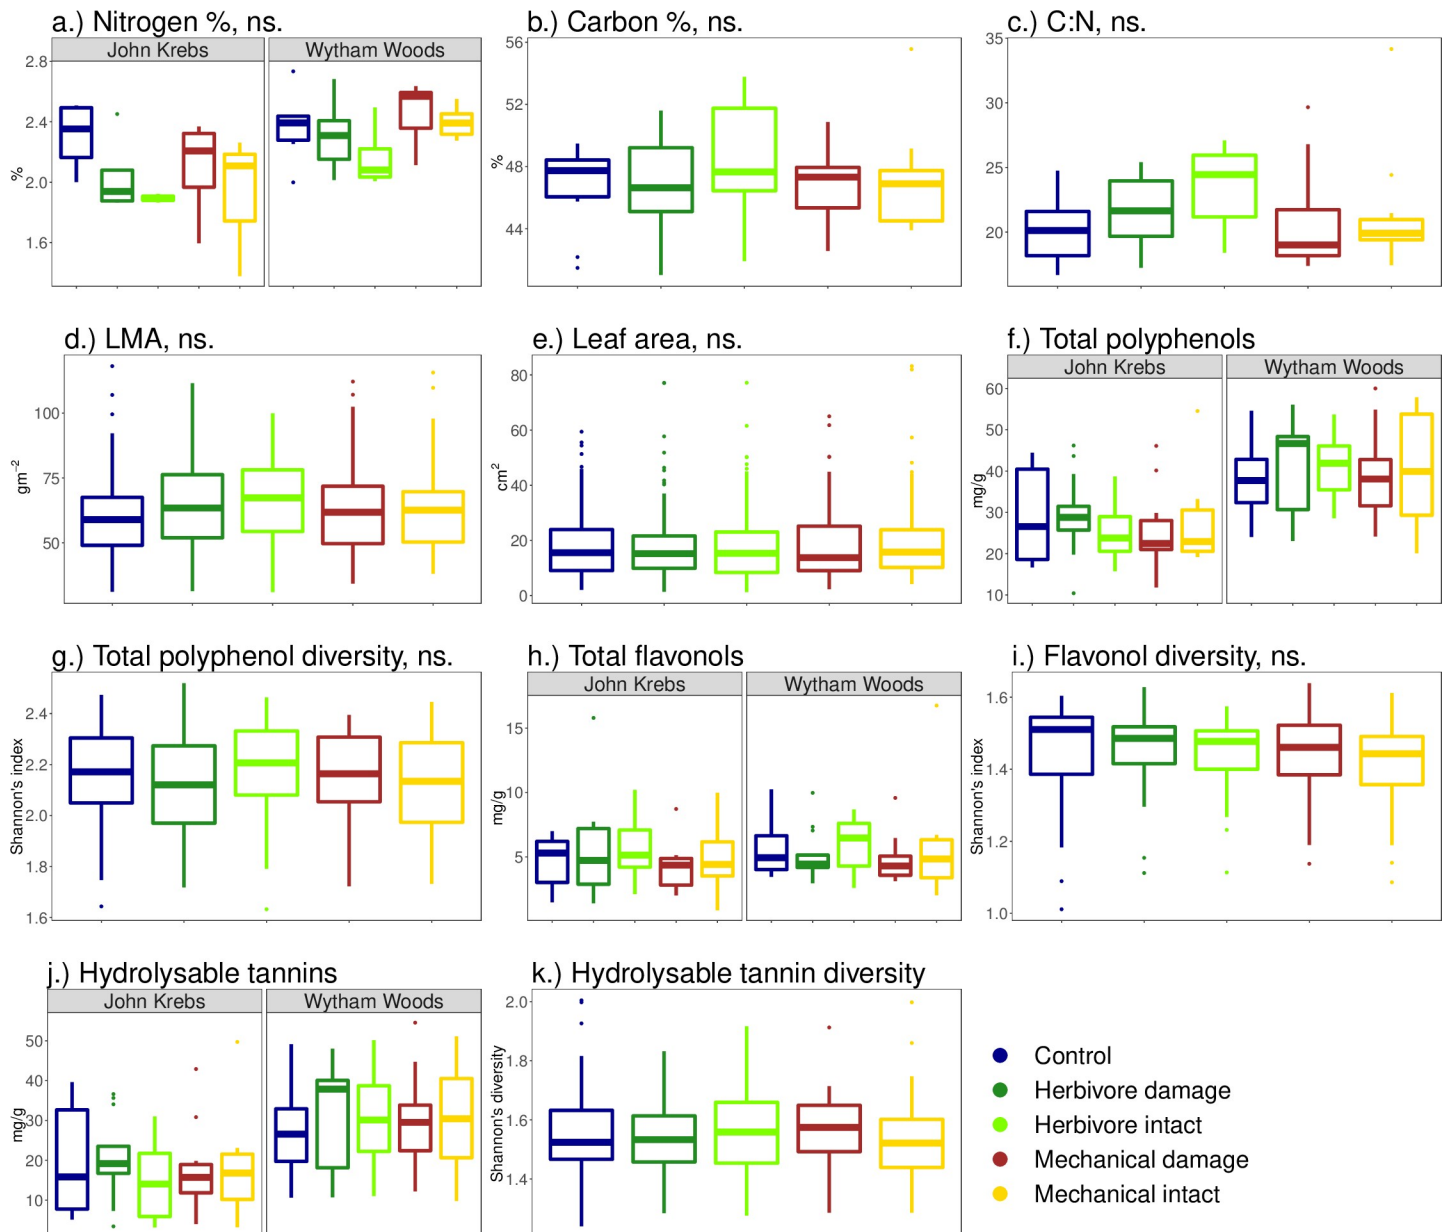 a.) Nitrogen %, ns.
John Krebs
Wytham Woods
2.8
2.4
2.0
1.6
%
b.) Carbon %, ns.
56
52
48
44
%
c.) C:N, ns.
35
30
25
20
d.) LMA, ns.
100
75
50
gm⁻²
e.) Leaf area, ns.
80
60
40
20
0
cm²
f.) Total polyphenols
John Krebs
Wytham Woods
60
50
40
30
20
10
mg/g
g.) Total polyphenol diversity, ns.
2.4
2.2
2.0
1.8
1.6
Shannon's index
h.) Total flavonols
John Krebs
Wytham Woods
15
10
5
mg/g
i.) Flavonol diversity, ns.
1.6
1.4
1.2
1.0
Shannon's index
j.) Hydrolysable tannins
John Krebs
Wytham Woods
50
40
30
20
10
mg/g
k.) Hydrolysable tannin diversity
2.0
1.8
1.6
1.4
Shannon's diversity
Control
Herbivore damage
Herbivore intact
Mechanical damage
Mechanical intact